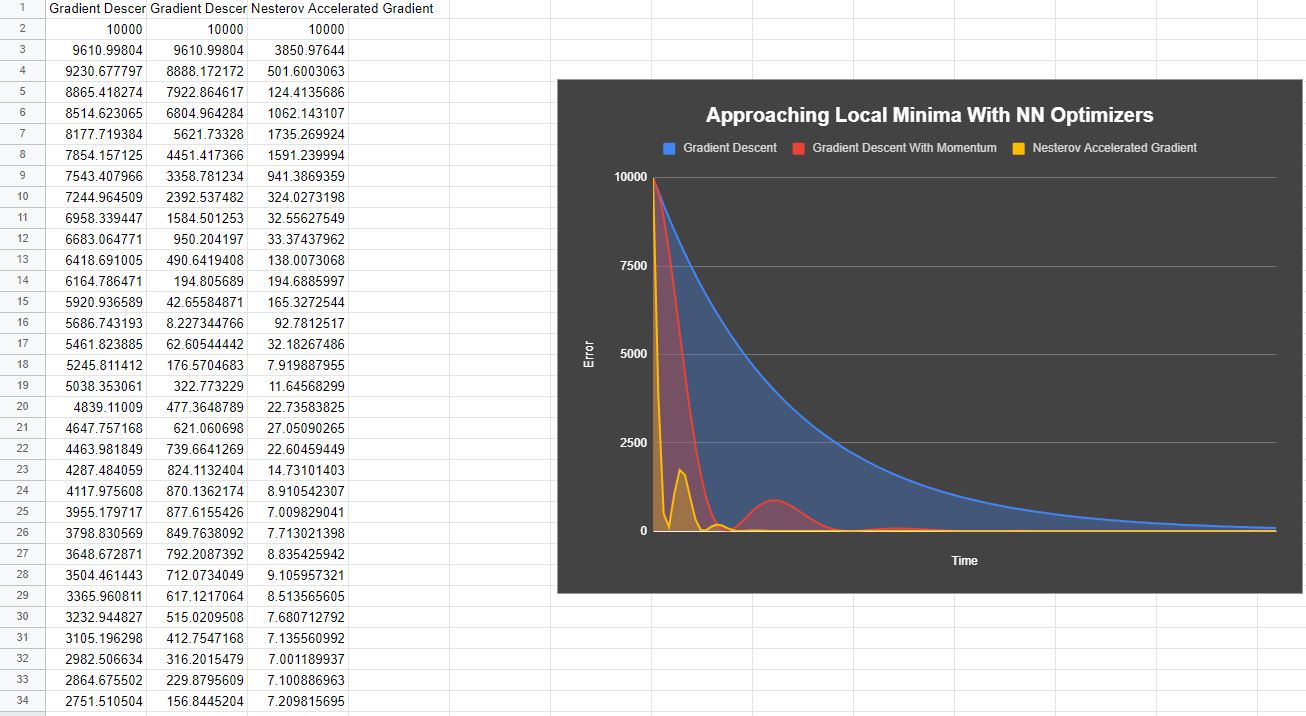 1 Gradient Descer Gradient Descer Nesterov Accelerated Gradient
2 10000 10000 10000
3 9610.99804 9610.99804 3850.97644
4 9230.677797 8888.172172 501.6003063
5 8865.418274 7922.864617 124.4135686
6 8514.623065 6804.964284 1062.143107
7 8177.719384 5621.73328 1735.269924
8 7854.157125 4451.417366 1591.239994
9 7543.407966 3358.781234 941.3869359
10 7244.964509 2392.537482 324.0273198
11 6958.339447 1584.501253 32.55627549
12 6683.064771 950.204197 33.37437962
13 6418.691005 490.6419408 138.0073068
14 6164.786471 194.805689 194.6885997
15 5920.936589 42.65584871 165.3272544
16 5686.743193 8.227344766 92.7812517
17 5461.823885 62.60544442 32.18267486
18 5245.811412 176.5704683 7.919887955
19 5038.353061 322.773229 11.64568299
20 4839.11009 477.3648789 22.73583825
21 4647.757168 621.060698 27.05090265
22 4463.981849 739.6641269 22.60459449
23 4287.484059 824.1132404 14.73101403
24 4117.975608 870.1362174 8.910542307
25 3955.179717 877.6155426 7.009829041
26 3798.830569 849.7638092 7.713021398
27 3648.672871 792.2087392 8.835425942
28 3504.461443 712.0734049 9.105957321
29 3365.960811 617.1217064 8.513565605
30 3232.944827 515.0209508 7.680712792
31 3105.196298 412.7547168 7.135560992
32 2982.506634 316.2015479 7.001189937
33 2864.675502 229.8795609 7.100886963
34 2751.510504 156.8445204 7.209815695
Approaching Local Minima With NN Optimizers
Gradient Descent Gradient Descent With Momentum Nesterov Accelerated Gradient
10000
7500
5000
2500
0
Error
Time